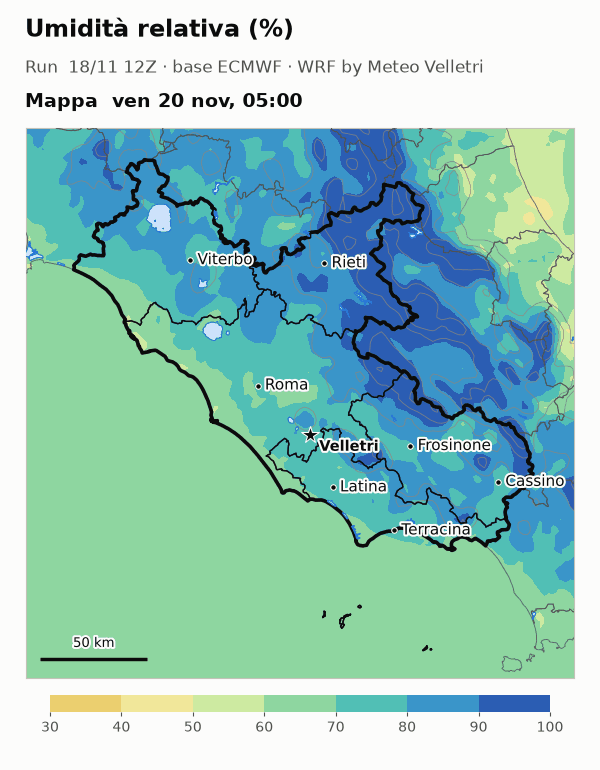 Umidità relativa (%)
Run  18/11 12Z · base ECMWF · WRF by Meteo Velletri
Mappa  ven 20 nov, 05:00
Viterbo
Rieti
Roma
Velletri
Frosinone
Latina
Cassino
Terracina
50 km
30 40 50 60 70 80 90 100